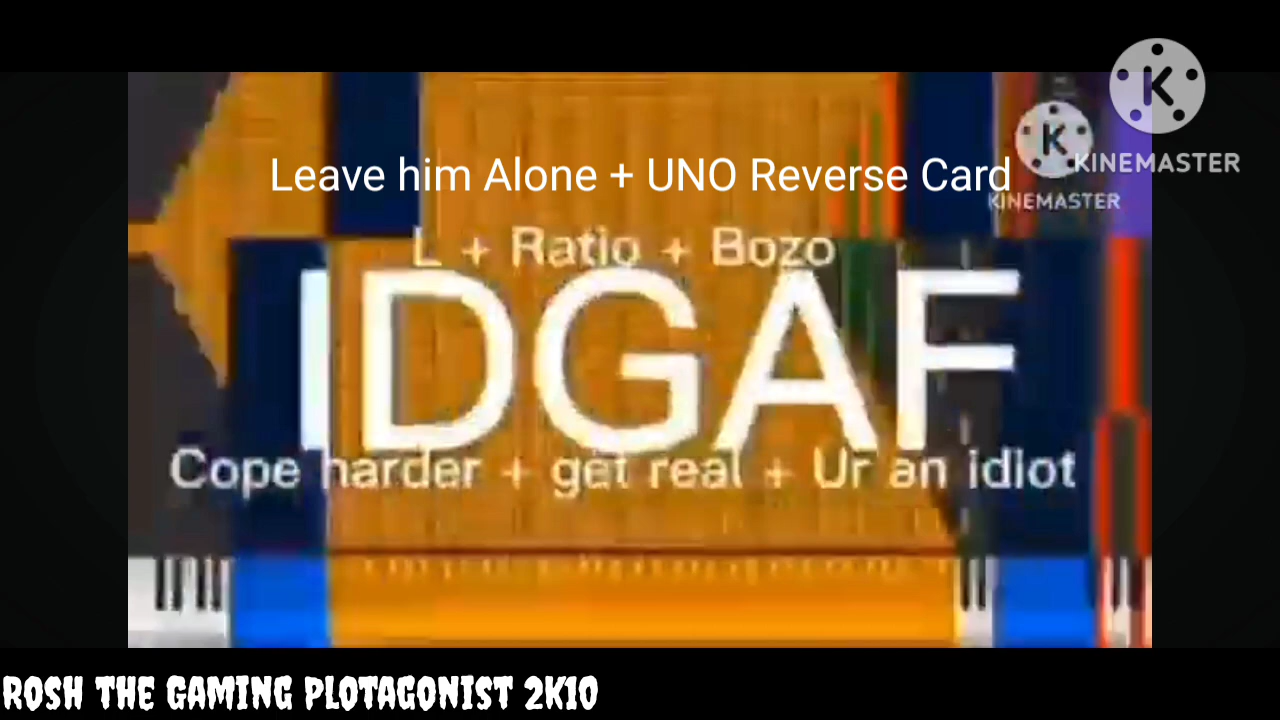 KINEMASTER
KINEMASTER
Leave him Alone + UNO Reverse Card
L + Ratio + Bozo
IDGAF
Cope harder + get real + Ur an idiot
ROSH THE GAMING PLOTAGONIST 2K10